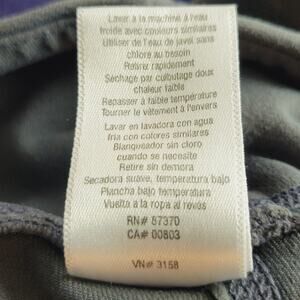 Laver à la machine à l'eau
froide avec couleurs similaires
Utiliser de l'eau de javel sans
chlore au besoin
Retirez rapidement
Séchage par culbutage doux
chaleur faible
Repasser à faible température
Tourner le vêtement à l'envers
Lavar en lavadora con agua
fria con colores similares
Blanqueador sin cloro
cuando se necesite
Retire sin demora
Secadora suave, temperatura bajo
Plancha bajo temperatura
Vuelta a la ropa al revés
RN# 57370
CA# 00803
VN# 3158